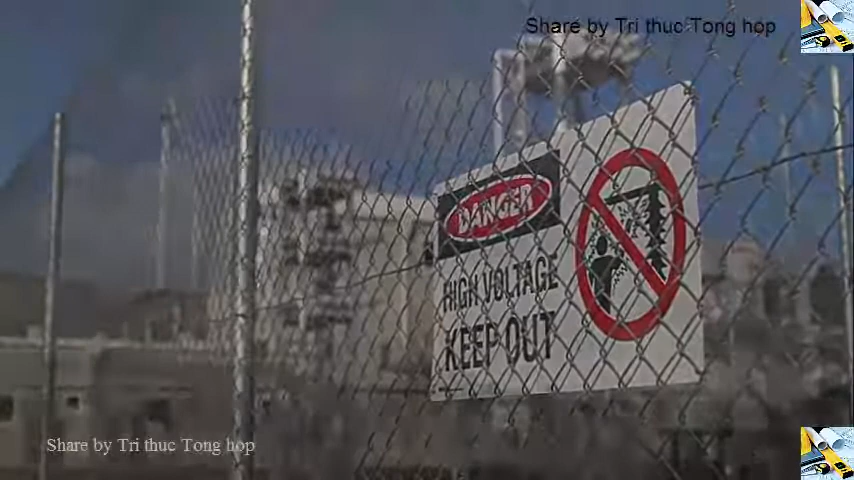 Share by Tri thuc Tong hop
DANGER
HIGH VOLTAGE
KEEP OUT
Share by Tri thuc Tong hop